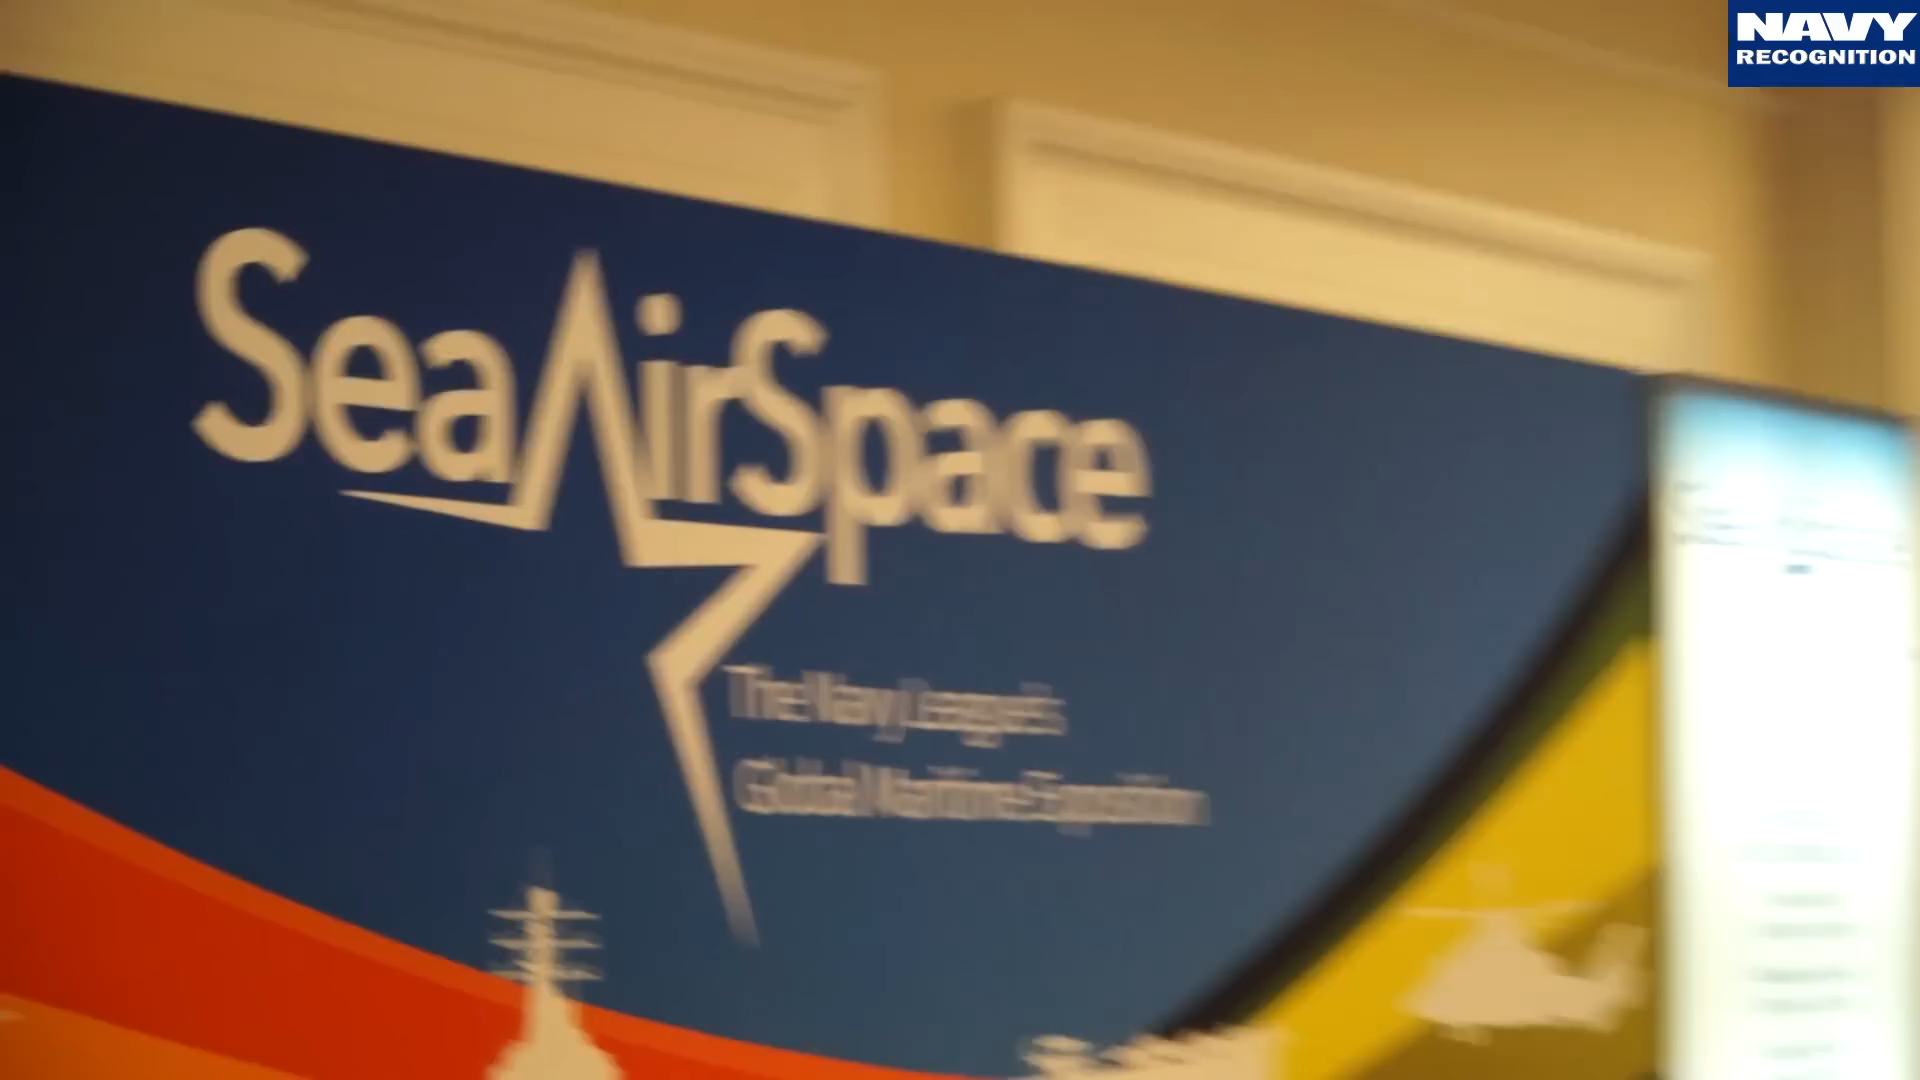 NAVY
RECOGNITION
SeaAirSpace
The Navy League's
Global Maritime Exposition